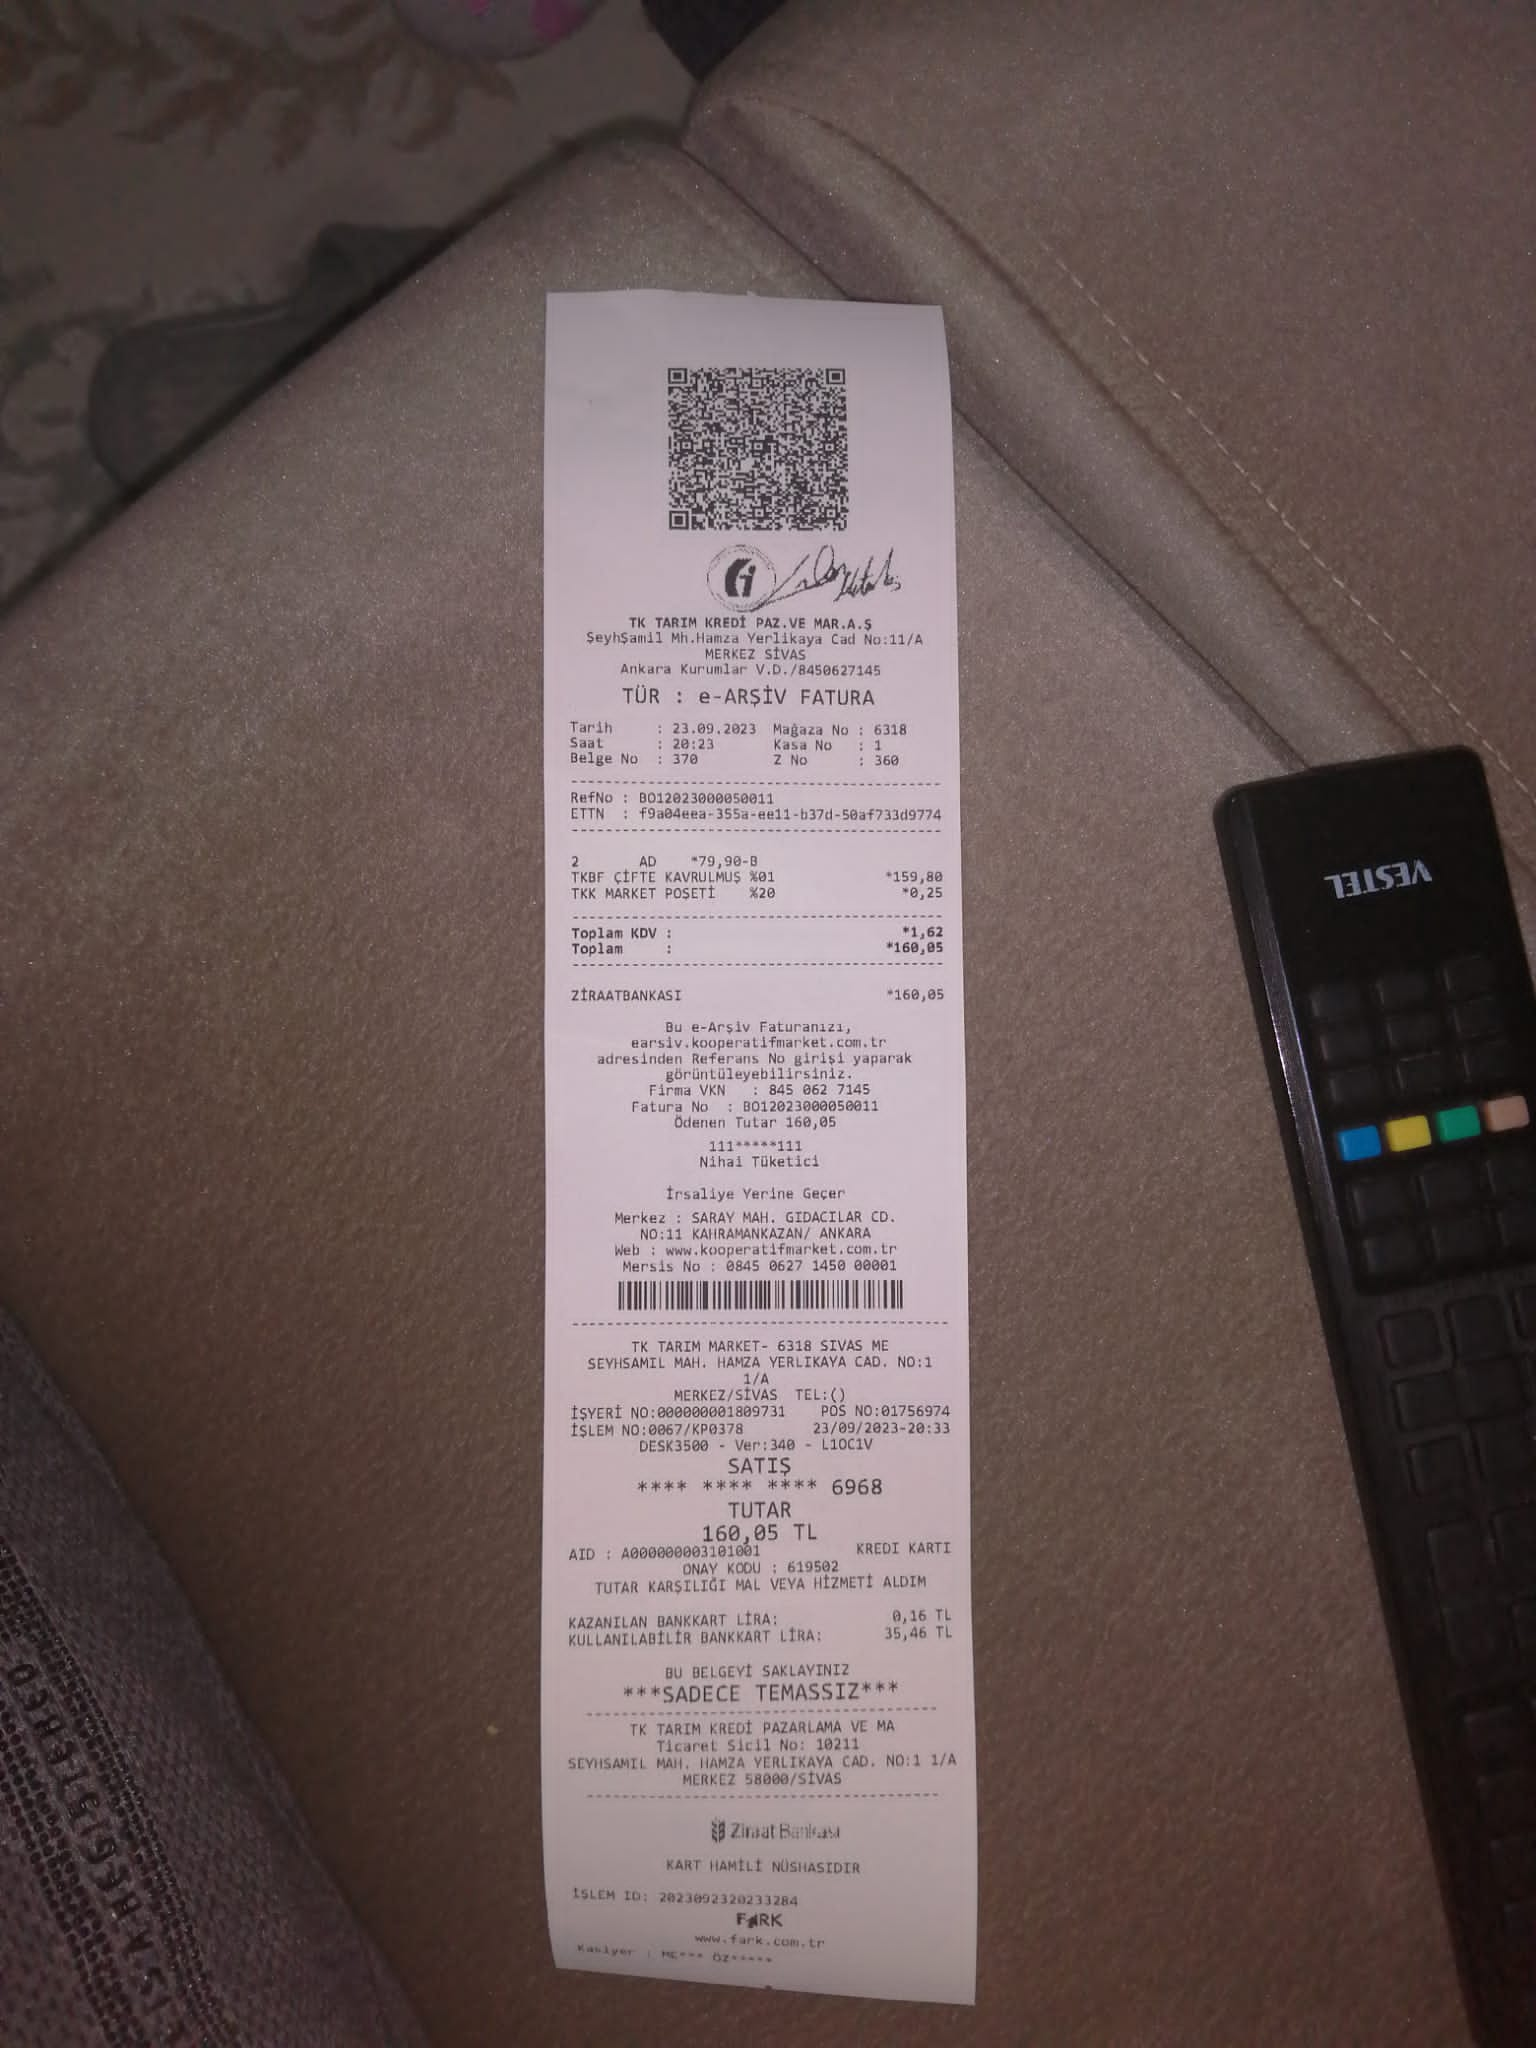 TK TARIM KREDİ PAZ.VE MAR.A.Ş
ŞeyhŞamil Mh.Hamza Yerlikaya Cad No:11/A
MERKEZ SİVAS
Ankara Kurumlar V.D./8450627145
TÜR : e-ARŞİV FATURA
Tarih : 23.09.2023 Mağaza No : 6318
Saat : 20:23 Kasa No : 1
Belge No : 370 Z No : 360
RefNo : BO12023000050011
ETTN : f9a04eea-355a-ee11-b37d-50af733d9774
2 AD *79,90-B
TKBF ÇİFTE KAVRULMUŞ %01 *159,80
TKK MARKET POŞETİ %20 *0,25
Toplam KDV : *1,62
Toplam : *160,05
ZİRAATBANKASI *160,05
Bu e-Arşiv Faturanızı,
earsiv.kooperatifmarket.com.tr
adresinden Referans No girişi yaparak
görüntüleyebilirsiniz.
Firma VKN : 845 062 7145
Fatura No : BO12023000050011
Ödenen Tutar 160,05
111*****111
Nihai Tüketici
İrsaliye Yerine Geçer
Merkez : SARAY MAH. GIDACILAR CD.
NO:11 KAHRAMANKAZAN/ ANKARA
Web : www.kooperatifmarket.com.tr
Mersis No : 0845 0627 1450 00001
TK TARIM MARKET- 6318 SIVAS ME
SEYHSAMIL MAH. HAMZA YERLIKAYA CAD. NO:1
1/A
MERKEZ/SİVAS TEL:()
İŞYERİ NO:000000001809731 POS NO:01756974
İŞLEM NO:0067/KP0378 23/09/2023-20:33
DESK3500 - Ver:340 - L1OC1V
SATIŞ
**** **** **** 6968
TUTAR
160,05 TL
AID : A000000003101001 KREDI KARTI
ONAY KODU : 619502
TUTAR KARŞILIĞI MAL VEYA HİZMETİ ALDIM
KAZANILAN BANKKART LİRA: 0,16 TL
KULLANILABİLİR BANKKART LİRA: 35,46 TL
BU BELGEYİ SAKLAYINIZ
***SADECE TEMASSIZ***
TK TARIM KREDİ PAZARLAMA VE MA
Ticaret Sicil No: 10211
SEYHSAMIL MAH. HAMZA YERLIKAYA CAD. NO:1 1/A
MERKEZ 58000/SİVAS
Ziraat Bankası
KART HAMİLİ NÜSHASIDIR
İŞLEM ID: 2023092320233284
FARK
www.fark.com.tr
Kasiyer : ME*** ÖZ*****
VESTEL